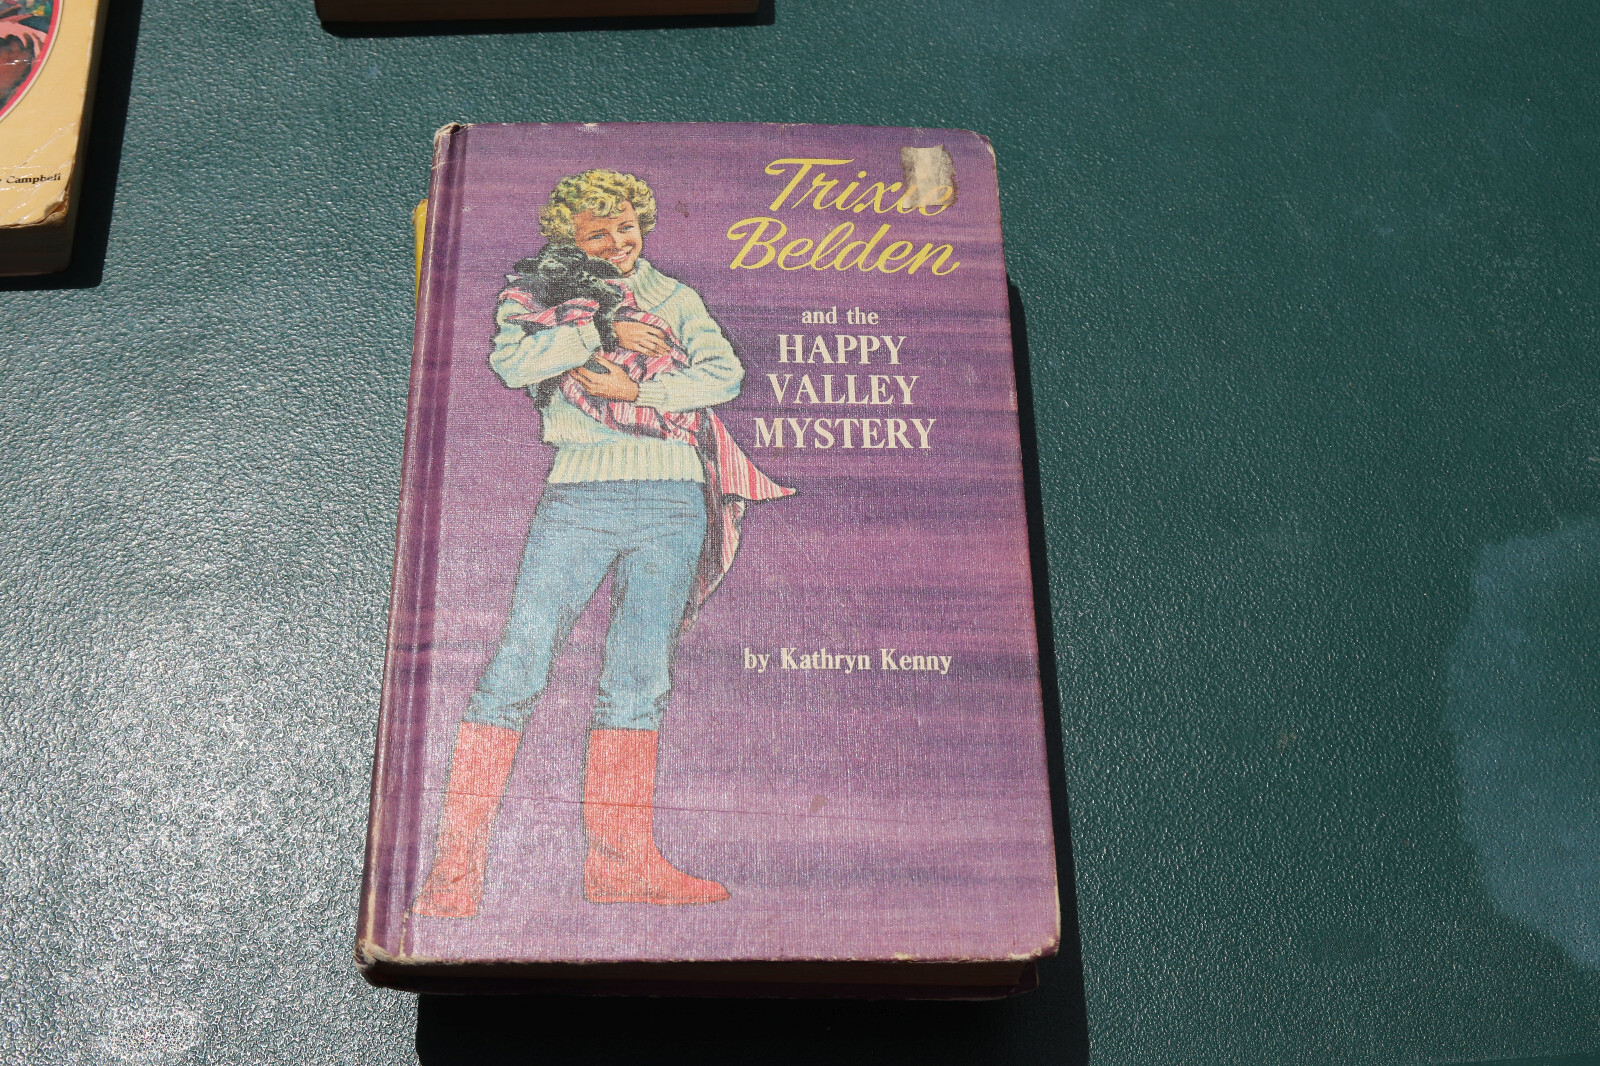 Trixie
Belden
and the
HAPPY
VALLEY
MYSTERY
by Kathryn Kenny
Campbell